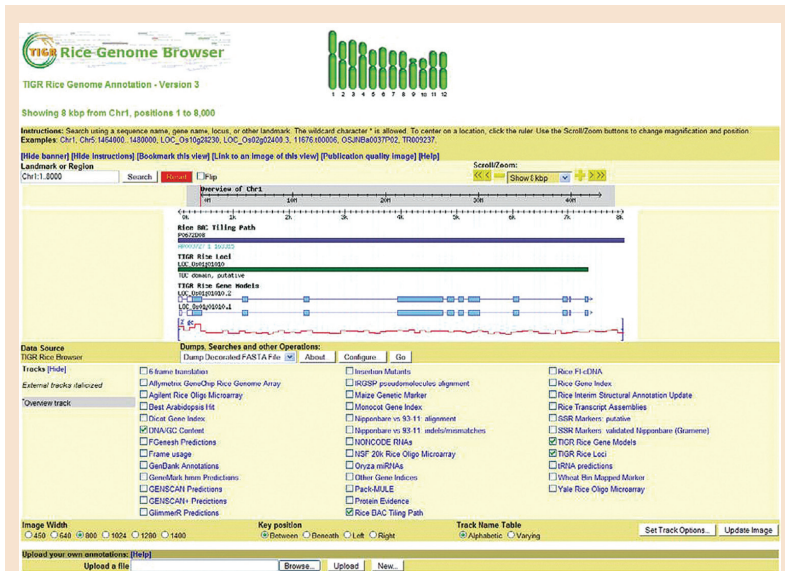 TIGR Rice Genome Browser
1 2 3 4 5 6 7 8 9 10 11 12
TIGR Rice Genome Annotation - Version 3
Showing 8 kbp from Chr1, positions 1 to 8,000
Instructions: Search using a sequence name, gene name, locus, or other landmark. The wildcard character * is allowed. To center on a location, click the ruler. Use the Scroll/Zoom buttons to change magnification and position.
Examples: Chr1, Chr5:1464000..1480000, LOC_Os10g28230, LOC_Os02g02400.3, 11676.t00006, OSJNBa0037P02, TR009237.
[Hide banner] [Hide instructions] [Bookmark this view] [Link to an image of this view] [Publication quality image] [Help]
Landmark or Region
Scroll/Zoom:
Chr1:1..8000 Search Reset Flip
<< < Show 8 kbp > >>
Overview of Chr1
0M 10M 20M 30M 40M
0k 1k 2k 3k 4k 5k 6k 7k 8k
Rice BAC Tiling Path
P0672D08
TIGR Rice Loci
LOC_Os01g01010
TBC domain, putative
TIGR Rice Gene Models
LOC_Os01g01010.2
LOC_Os01g01010.1
% gc
Data Source
TIGR Rice Browser
Dumps, Searches and other Operations:
Dump Decorated FASTA File About... Configure... Go
Tracks [Hide]
External tracks italicized
*Overview track
6 frame translation
Affymetrix GeneChip Rice Genome Array
Agilent Rice Oligo Microarray
Best Arabidopsis Hit
Dicot Gene Index
DNA/GC Content
FGenesh Predictions
Frame usage
GenBank Annotations
GeneMark.hmm Predictions
GENSCAN Predictions
GENSCAN+ Predictions
GlimmerR Predictions
Insertion Mutants
IRGSP pseudomolecules alignment
Maize Genetic Marker
Monocot Gene Index
Nipponbare vs 93-11: alignment
Nipponbare vs 93-11: indels/mismatches
NONCODE RNAs
NSF 20k Rice Oligo Microarray
Oryza miRNAs
Other Gene Indices
Pack-MULE
Protein Evidence
Rice BAC Tiling Path
Rice Fl-cDNA
Rice Gene Index
Rice Interim Structural Annotation Update
Rice Transcript Assemblies
SSR Markers: putative
SSR Markers: validated Nipponbare (Gramene)
TIGR Rice Gene Models
TIGR Rice Loci
tRNA predictions
Wheat Bin Mapped Marker
Yale Rice Oligo Microarray
Image Width
450 640 800 1024 1280 1400
Key position
Between Beneath Left Right
Track Name Table
Alphabetic Varying
Set Track Options... Update Image
Upload your own annotations: [Help]
Upload a file Browse... Upload New...